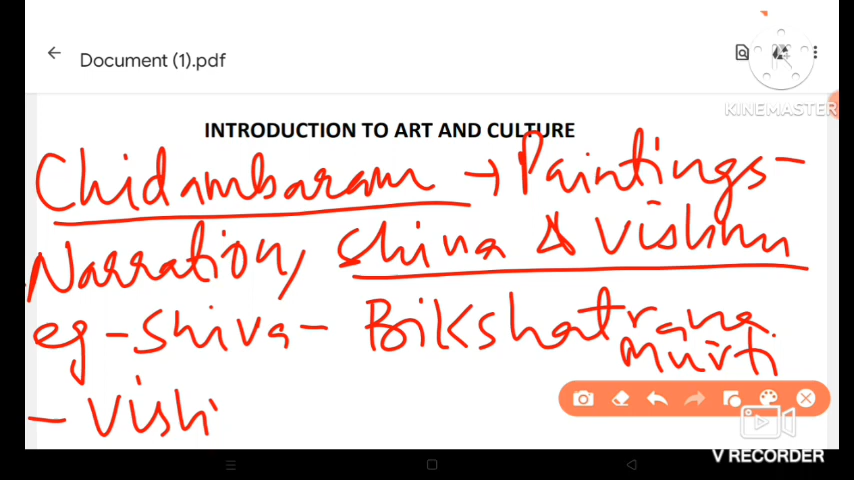 Document (1).pdf
KINEMASTER
INTRODUCTION TO ART AND CULTURE
Chidambaram → Paintings-
Narration, Shiva & Vishnu
eg - Shiva - Bikshatrana
Murti
- Vish
V RECORDER